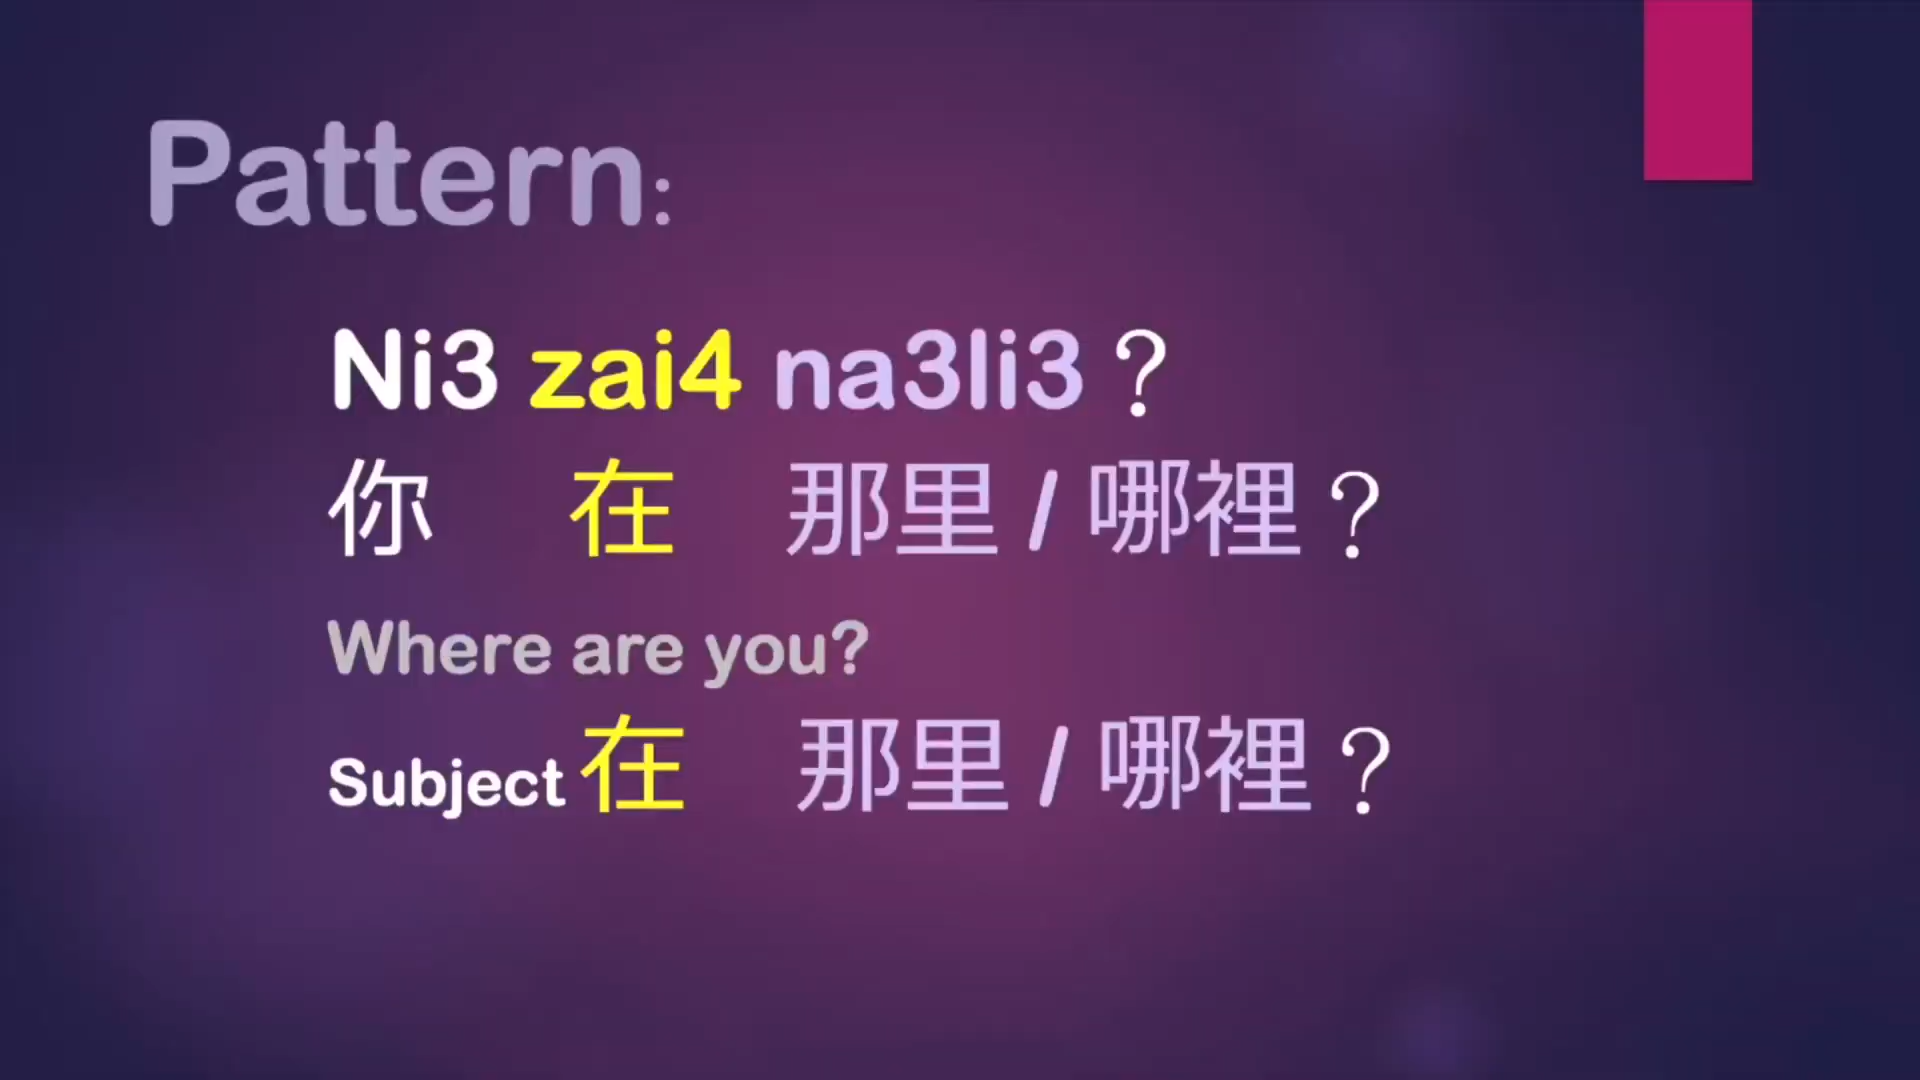 Pattern:
Ni3 zai4 na3li3？
你 在 那里 / 哪裡？
Where are you?
Subject 在 那里 / 哪裡？